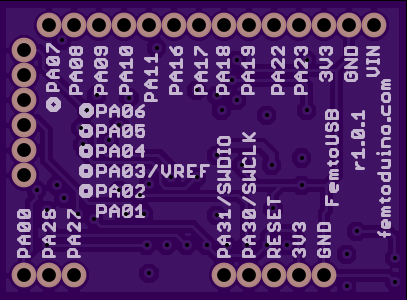 PA07
PA08
PA09
PA10
PA11
PA16
PA17
PA18
PA19
PA22
PA23
3V3
GND
VIN
PA06
PA05
PA04
PA03/VREF
PA02
PA01
PA00
PA26
PA27
PA31/SWDIO
PA30/SWCLK
RESET
3V3
GND
FemtoUSB
r1.0.1
femtoduino.com